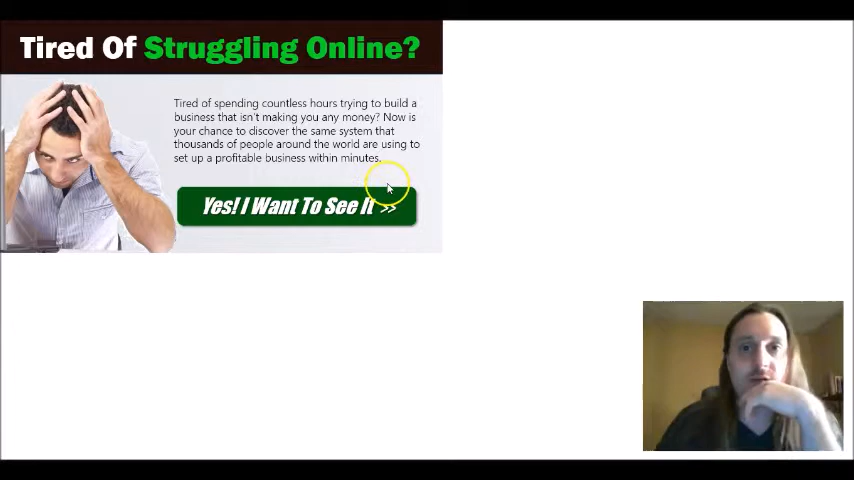 Tired Of Struggling Online?
Tired of spending countless hours trying to build a
business that isn't making you any money? Now is
your chance to discover the same system that
thousands of people around the world are using to
set up a profitable business within minutes.
Yes! I Want To See It >>